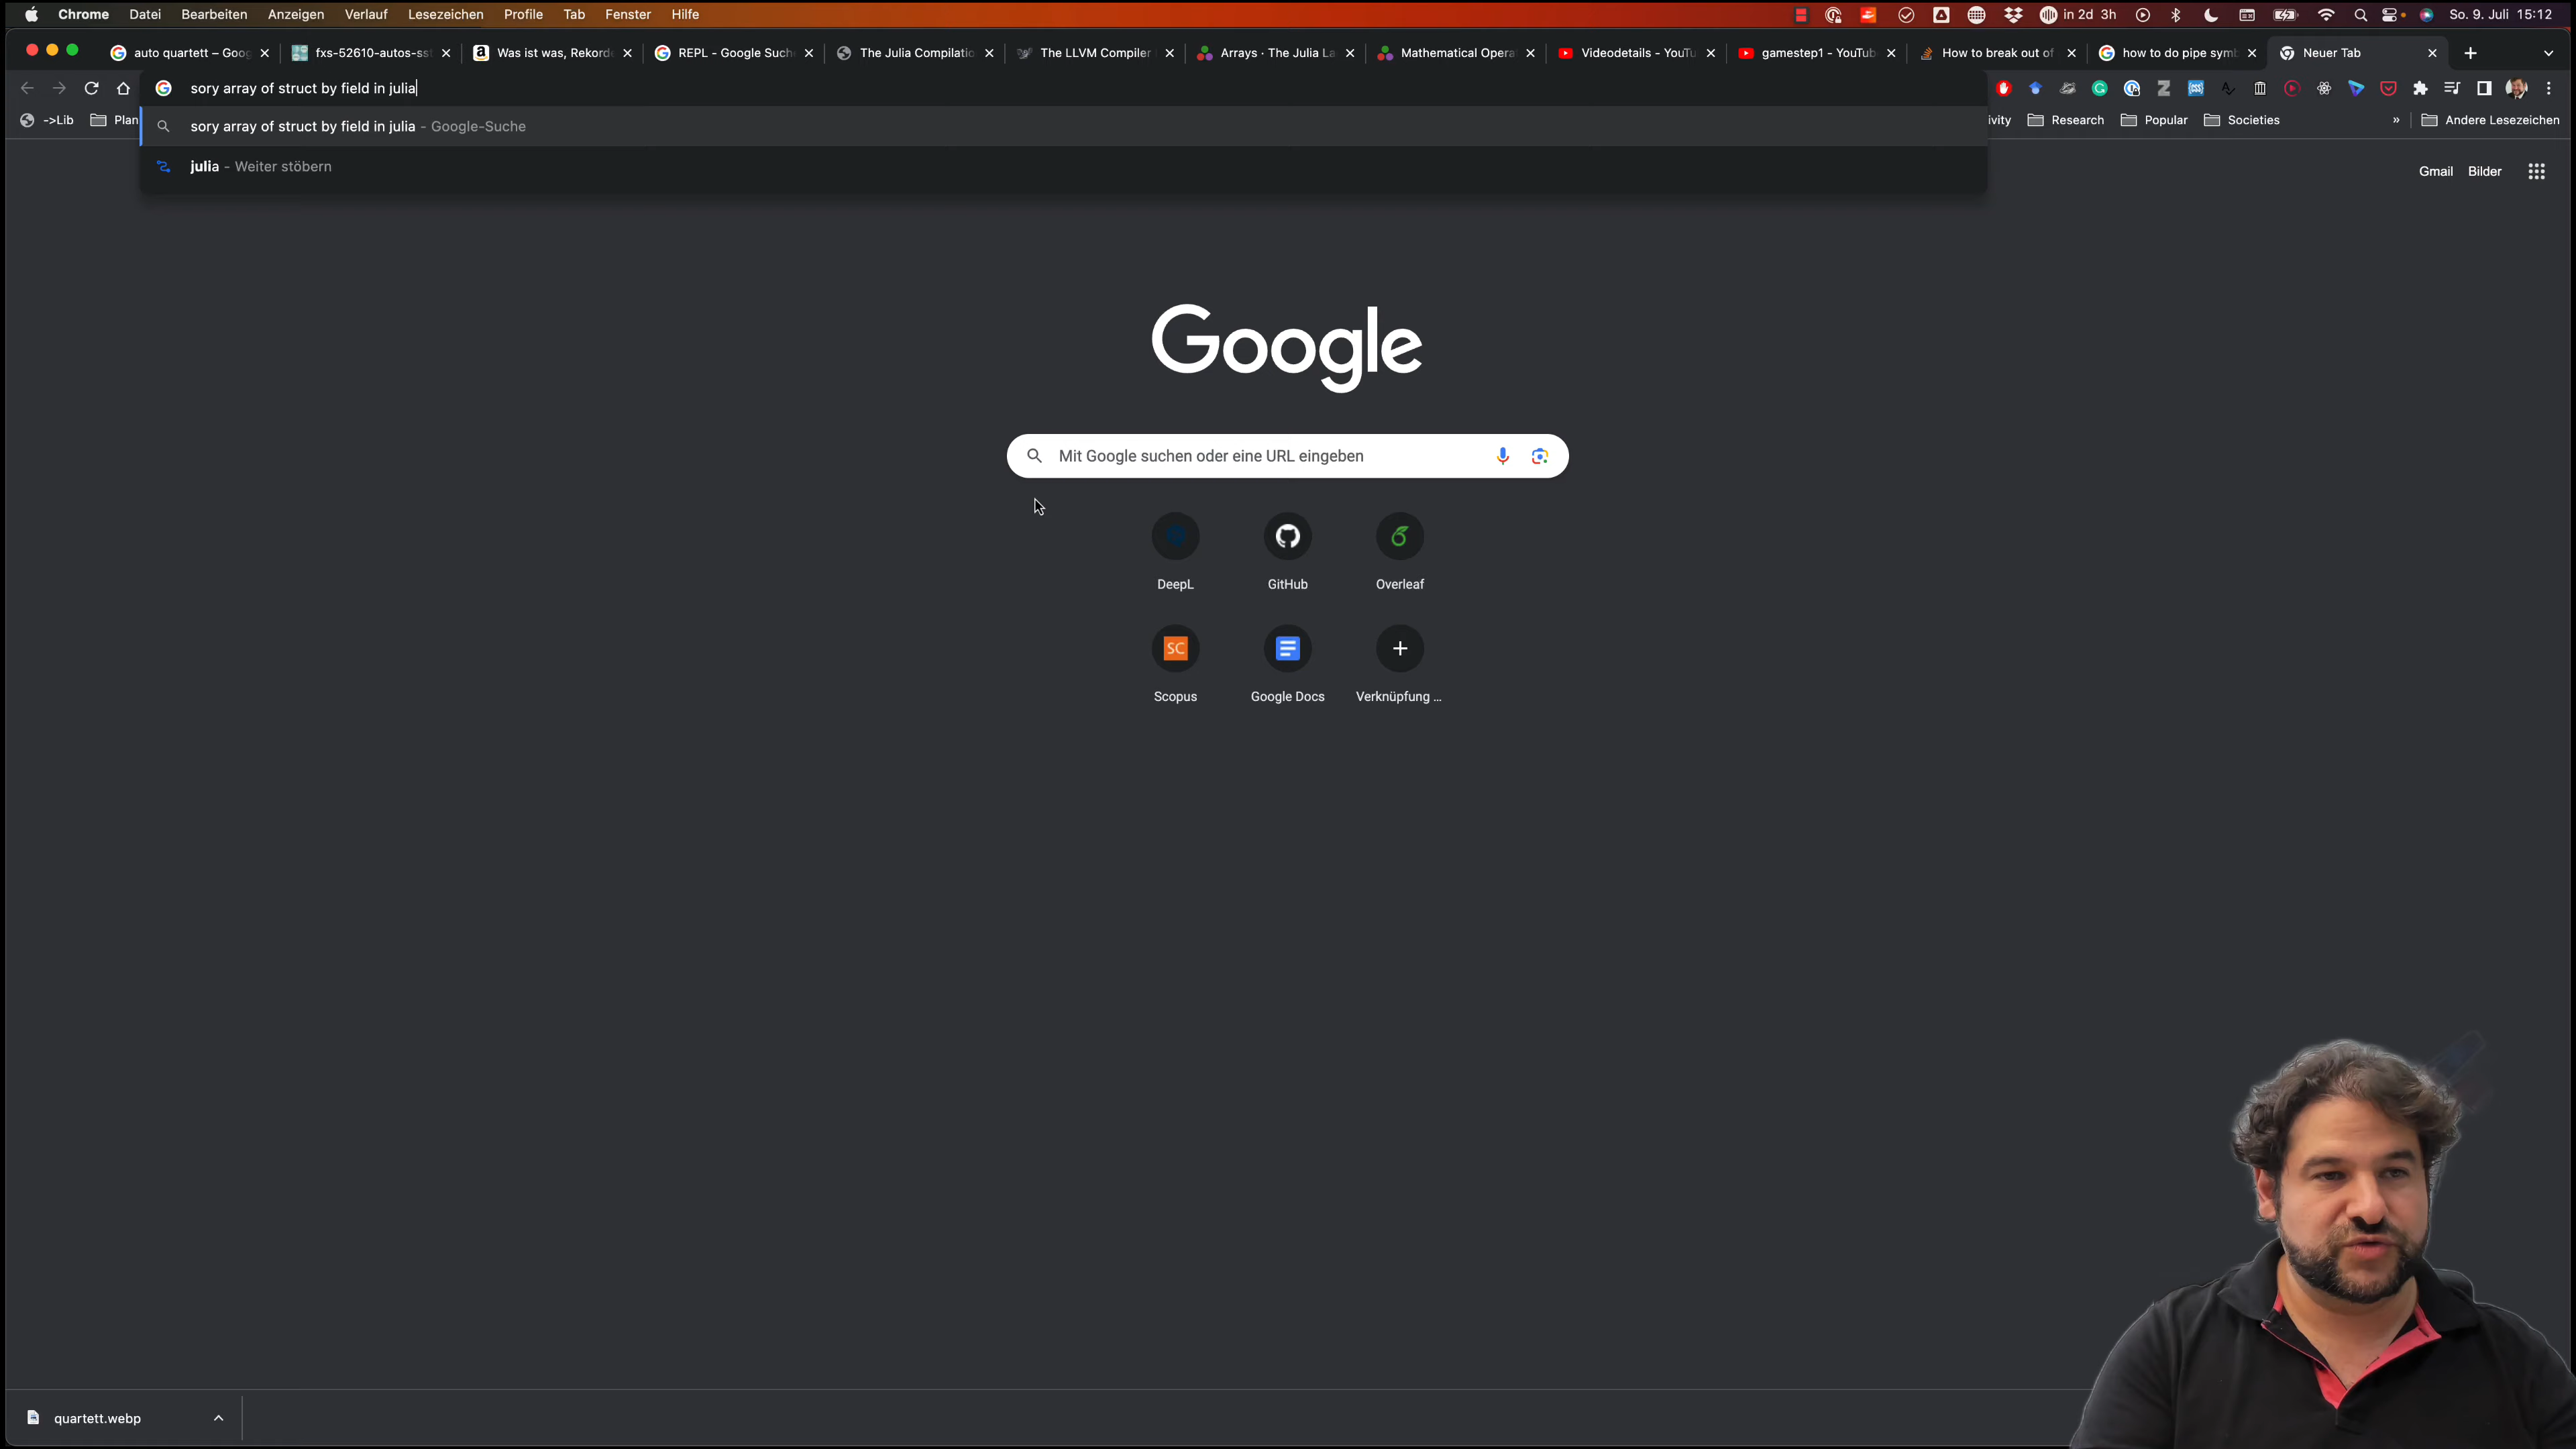 Chrome Datei Bearbeiten Anzeigen Verlauf Lesezeichen Profile Tab Fenster Hilfe in 2d 3h So. 9. Juli 15:12
auto quartett – Goog fxs-52610-autos-sst Was ist was, Rekord REPL - Google Such The Julia Compilatio The LLVM Compiler Arrays · The Julia La Mathematical Opera Videodetails - YouTu gamestep1 - YouTub How to break out of how to do pipe symb Neuer Tab
sory array of struct by field in julia
->Lib Plan ivity Research Popular Societies » Andere Lesezeichen
sory array of struct by field in julia - Google-Suche
julia - Weiter stöbern
Gmail Bilder
Google
Mit Google suchen oder eine URL eingeben
DeepL GitHub Overleaf
SC
Scopus Google Docs Verknüpfung ...
quartett.webp